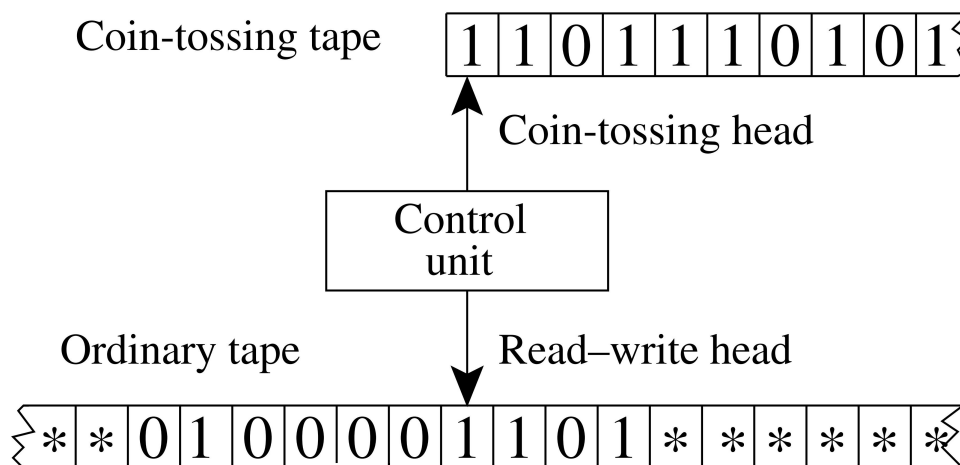 Coin-tossing tape
1 1 0 1 1 1 0 1 0 1
Coin-tossing head
Control
unit
Ordinary tape
Read–write head
* * 0 1 0 0 0 0 1 1 0 1 * * * * * *